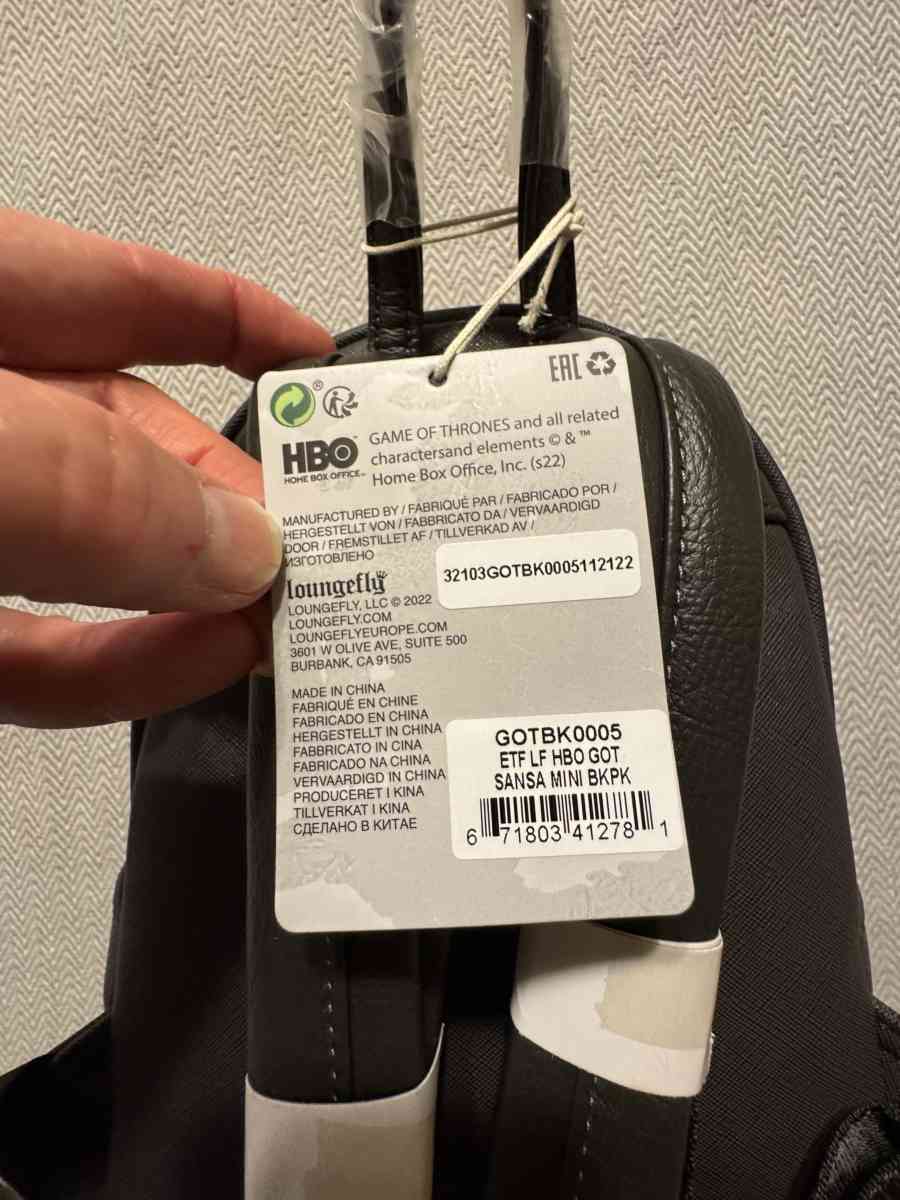 ®
EAC
HBO™
HOME BOX OFFICE™
GAME OF THRONES and all related
charactersand elements © & ™
Home Box Office, Inc. (s22)
MANUFACTURED BY / FABRIQUÉ PAR / FABRICADO POR /
HERGESTELLT VON / FABBRICATO DA / VERVAARDIGD
DOOR / FREMSTILLET AF / TILLVERKAD AV /
ИЗГОТОВЛЕНО
32103GOTBK0005112122
loungefly
LOUNGEFLY, LLC © 2022
LOUNGEFLY.COM
LOUNGEFLYEUROPE.COM
3601 W OLIVE AVE, SUITE 500
BURBANK, CA 91505
MADE IN CHINA
FABRIQUÉ EN CHINE
FABRICADO EN CHINA
HERGESTELLT IN CHINA
FABBRICATO IN CINA
FABRICADO NA CHINA
VERVAARDIGD IN CHINA
PRODUCERET I KINA
TILLVERKAT I KINA
СДЕЛАНО В КИТАЕ
GOTBK0005
ETF LF HBO GOT
SANSA MINI BKPK
6 71803 41278 1